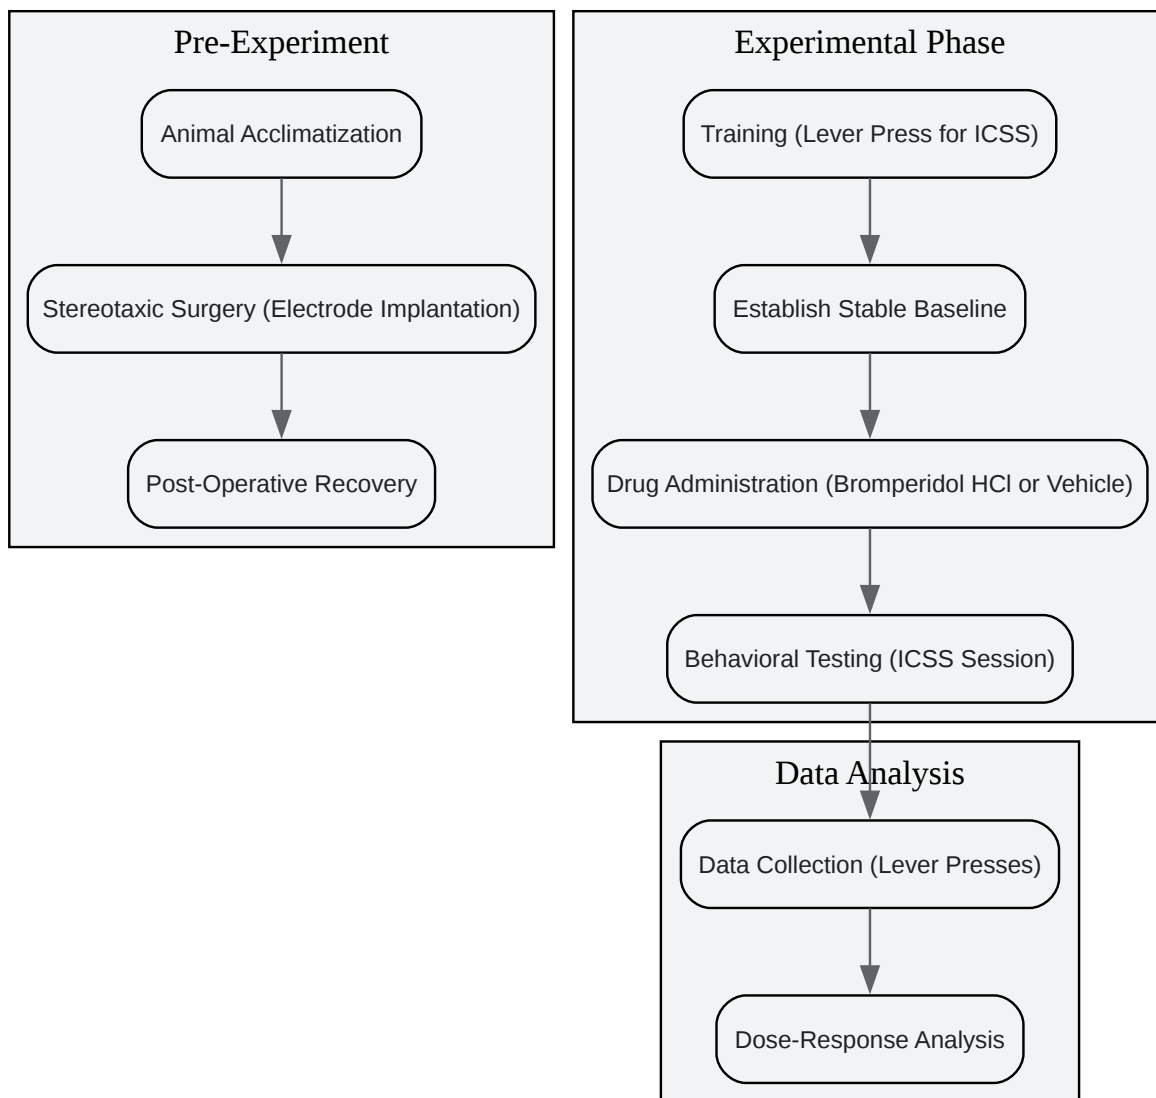 Pre-Experiment
Animal Acclimatization
Stereotaxic Surgery (Electrode Implantation)
Post-Operative Recovery
Experimental Phase
Training (Lever Press for ICSS)
Establish Stable Baseline
Drug Administration (Bromperidol HCl or Vehicle)
Behavioral Testing (ICSS Session)
Data Analysis
Data Collection (Lever Presses)
Dose-Response Analysis